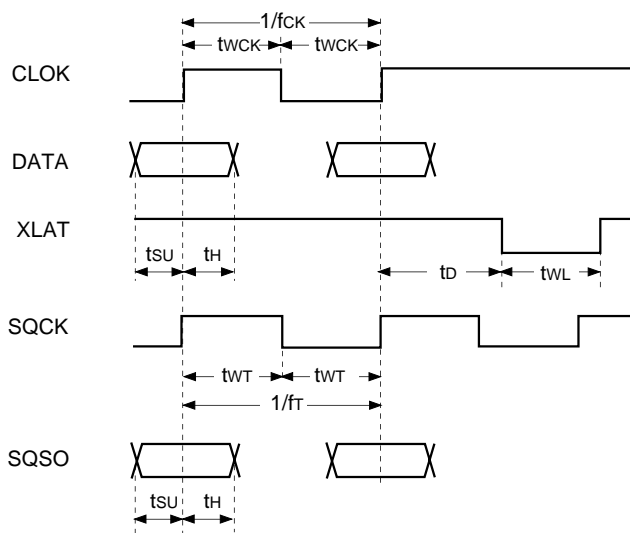 1/fCK
tWCK tWCK
CLOK
DATA
XLAT
tSU tH tD tWL
SQCK
tWT tWT
1/fT
SQSO
tSU tH